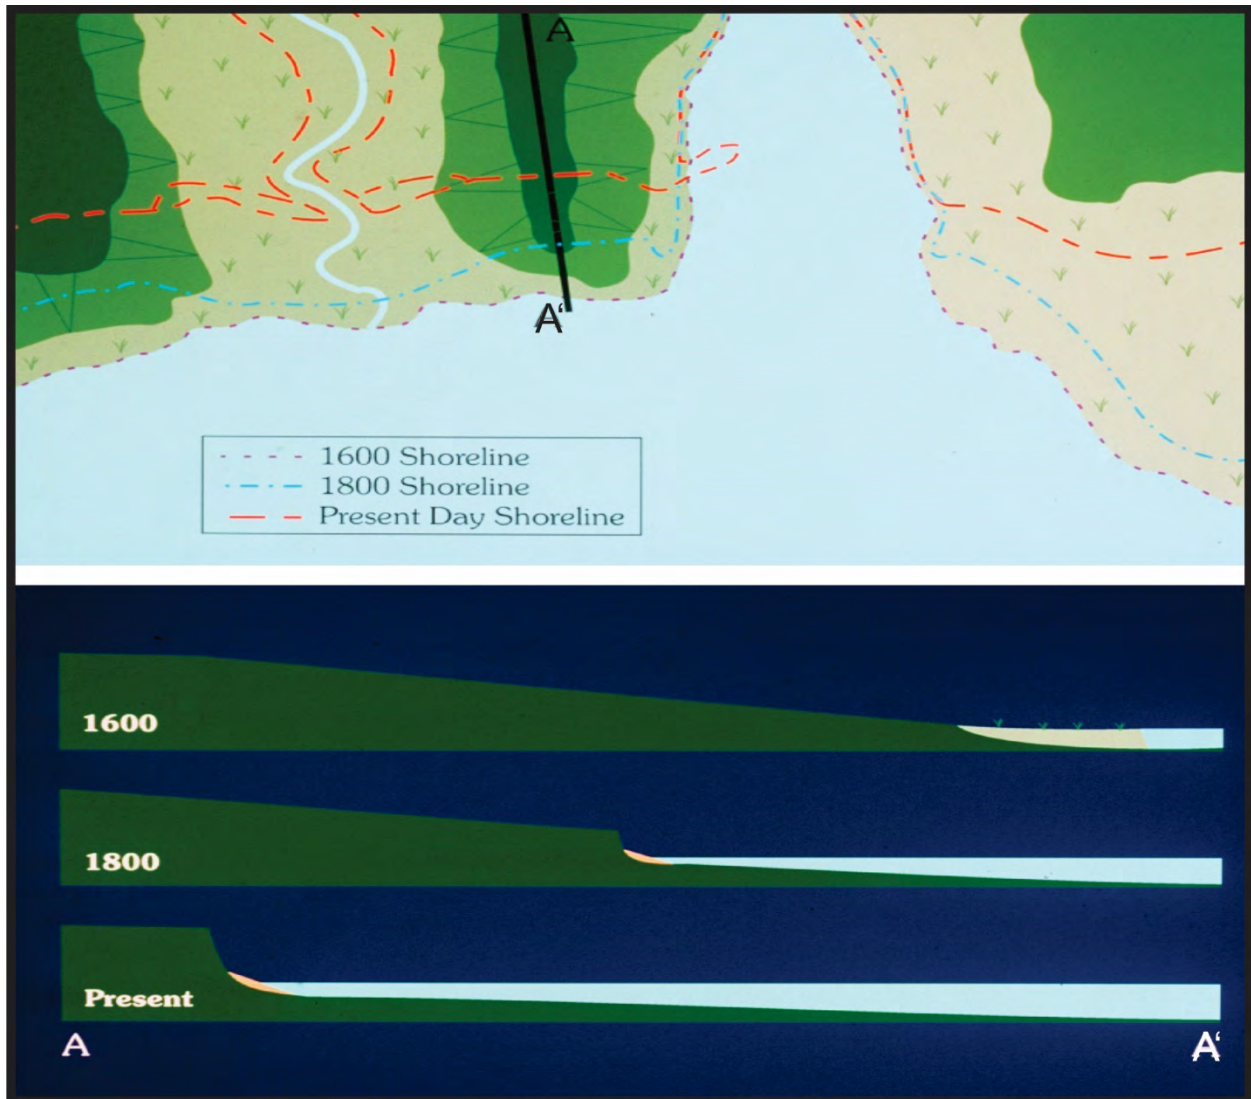 A
A'
1600 Shoreline
1800 Shoreline
Present Day Shoreline
1600
1800
Present
A
A'